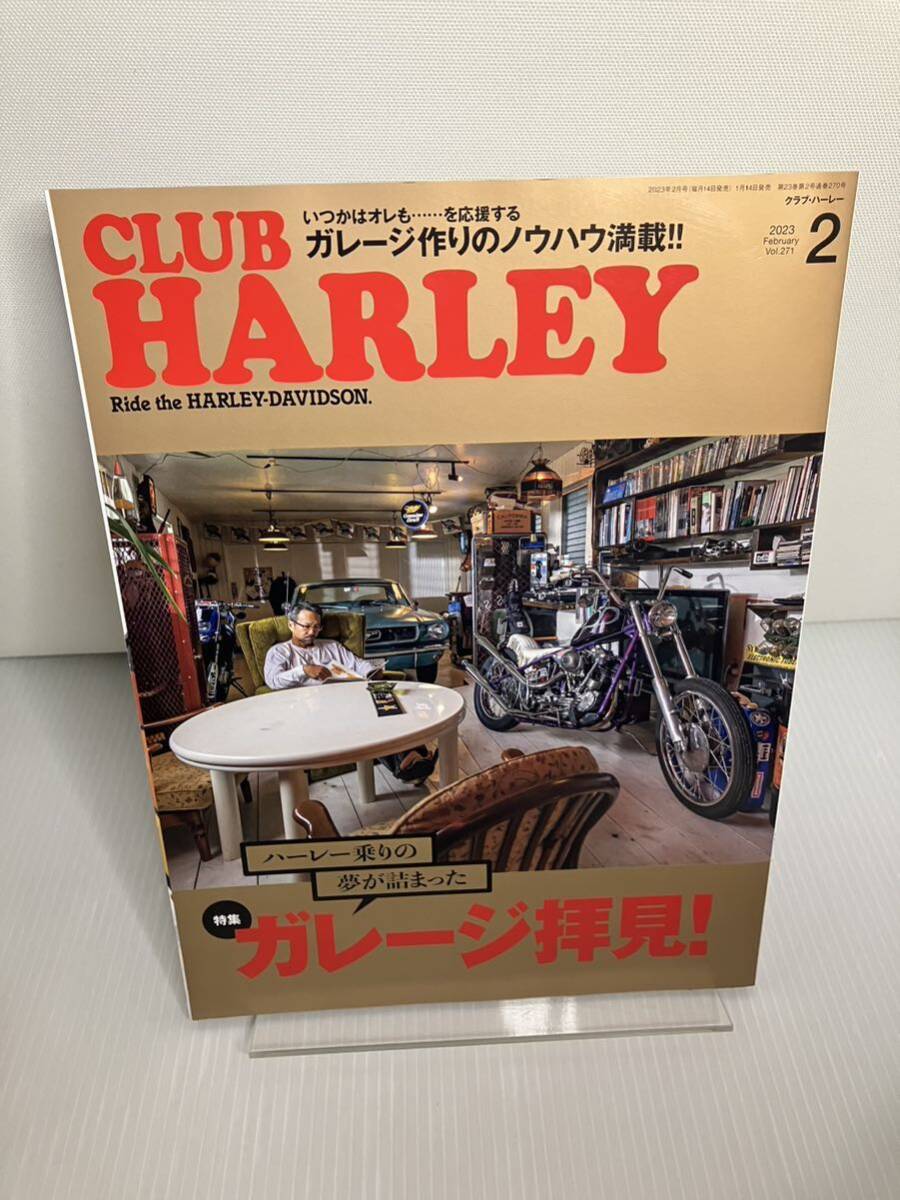 2023年2月号(毎月14日発売) 1月14日発売 第23巻第2号通巻270号
クラブ・ハーレー
2023
February
Vol.271
2
いつかはオレも……を応援する
ガレージ作りのノウハウ満載!!
CLUB
HARLEY
Ride the HARLEY-DAVIDSON.
ハーレー乗りの
夢が詰まった
特集
ガレージ拝見!